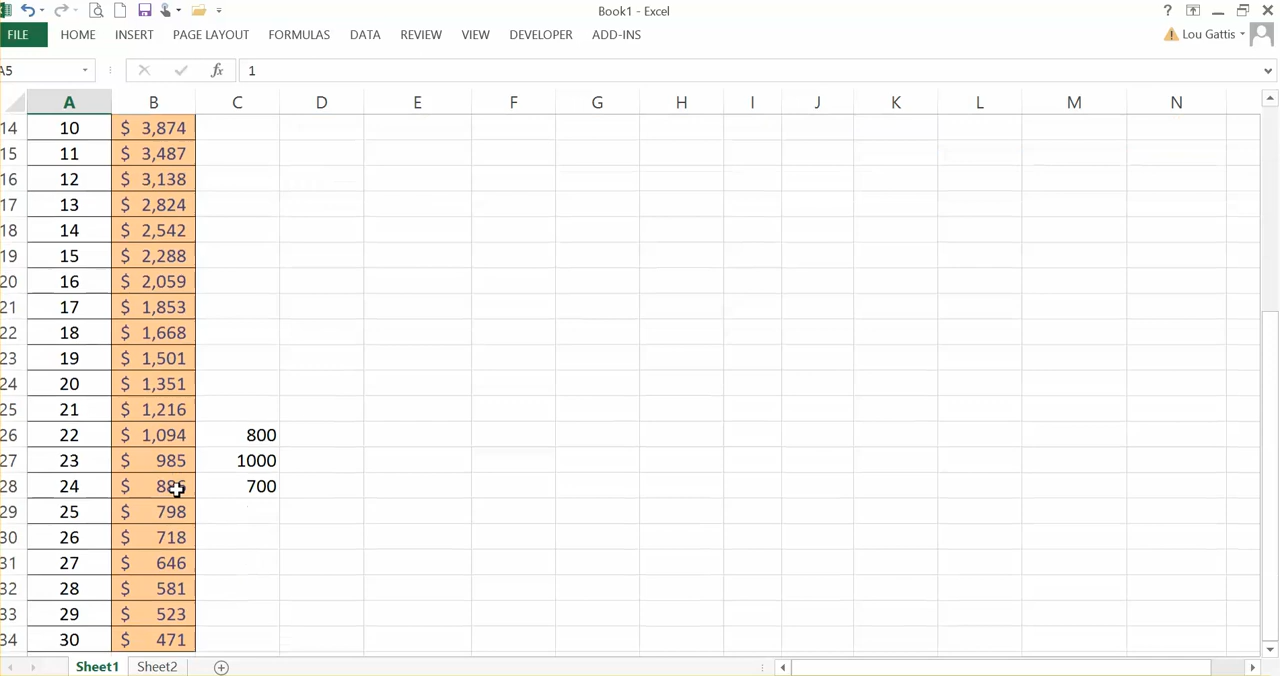 Book1 - Excel
?
FILE HOME INSERT PAGE LAYOUT FORMULAS DATA REVIEW VIEW DEVELOPER ADD-INS Lou Gattis
A5 fx 1
A B C D E F G H I J K L M N
14 10 $ 3,874
15 11 $ 3,487
16 12 $ 3,138
17 13 $ 2,824
18 14 $ 2,542
19 15 $ 2,288
20 16 $ 2,059
21 17 $ 1,853
22 18 $ 1,668
23 19 $ 1,501
24 20 $ 1,351
25 21 $ 1,216
26 22 $ 1,094 800
27 23 $ 985 1000
28 24 $ 886 700
29 25 $ 798
30 26 $ 718
31 27 $ 646
32 28 $ 581
33 29 $ 523
34 30 $ 471
Sheet1 Sheet2